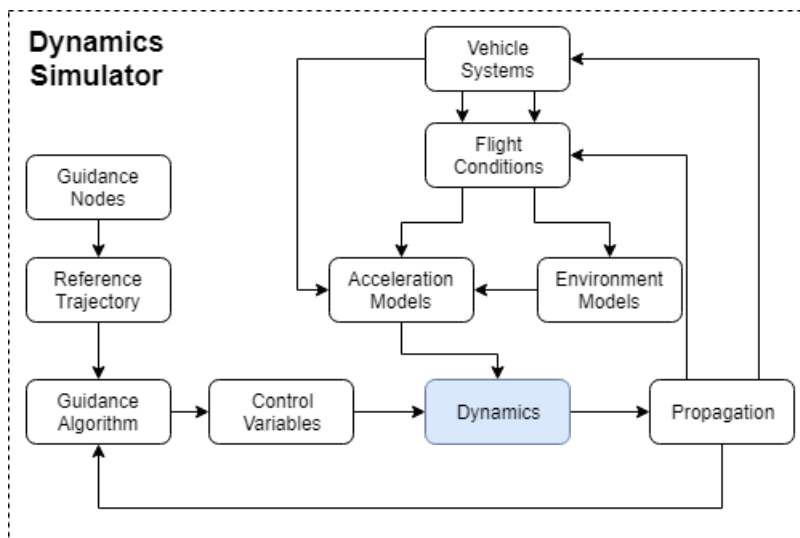 Dynamics
Simulator
Vehicle
Systems
Flight
Conditions
Guidance
Nodes
Reference
Trajectory
Acceleration
Models
Environment
Models
Guidance
Algorithm
Control
Variables
Dynamics
Propagation